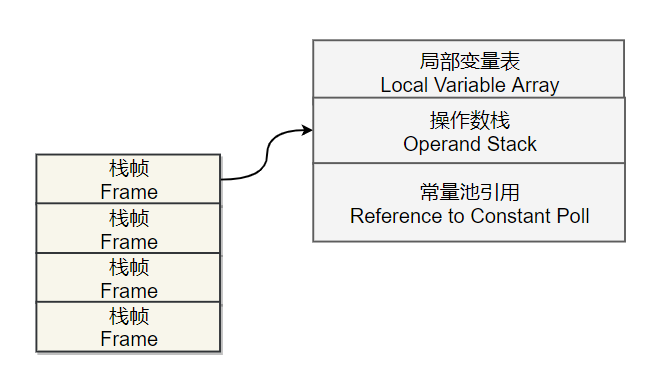 局部变量表
Local Variable Array
操作数栈
Operand Stack
常量池引用
Reference to Constant Poll
栈帧
Frame
栈帧
Frame
栈帧
Frame
栈帧
Frame